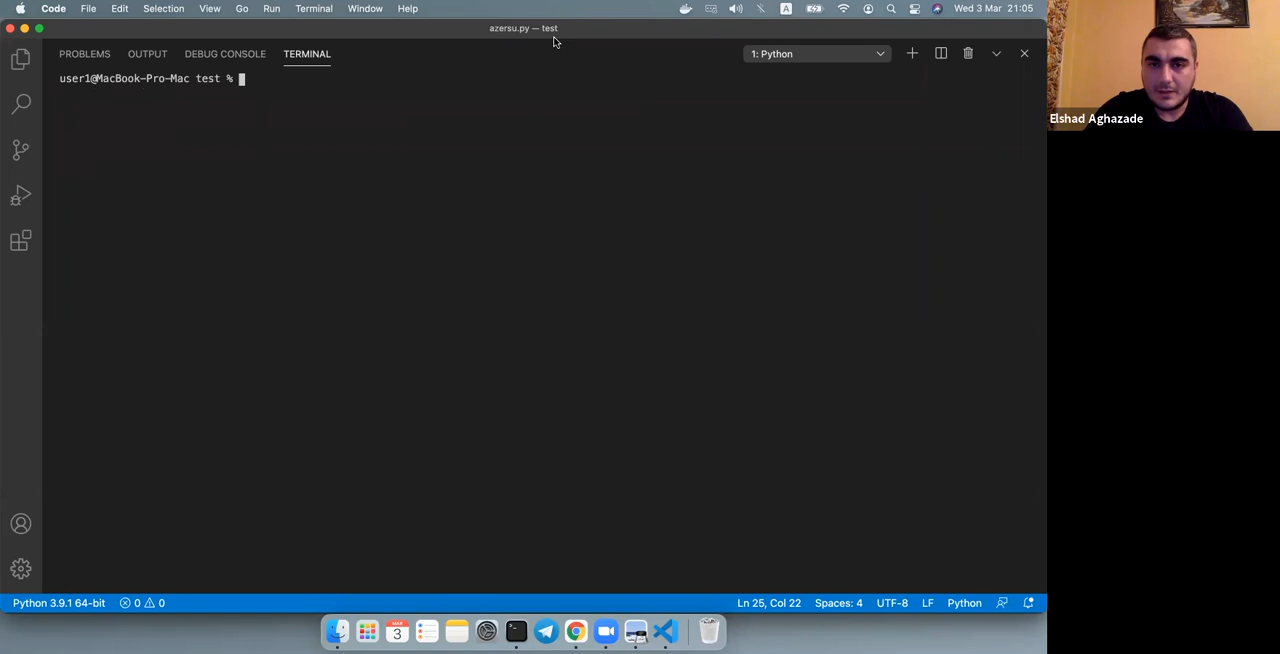 Code File Edit Selection View Go Run Terminal Window Help A Wed 3 Mar 21:05
azersu.py — test
PROBLEMS OUTPUT DEBUG CONSOLE TERMINAL 1: Python
user1@MacBook-Pro-Mac test %
Elshad Aghazade
Python 3.9.1 64-bit 0 0 Ln 25, Col 22 Spaces: 4 UTF-8 LF Python
MAR
3